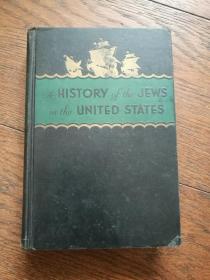 A HISTORY of the JEWS
in the UNITED STATES